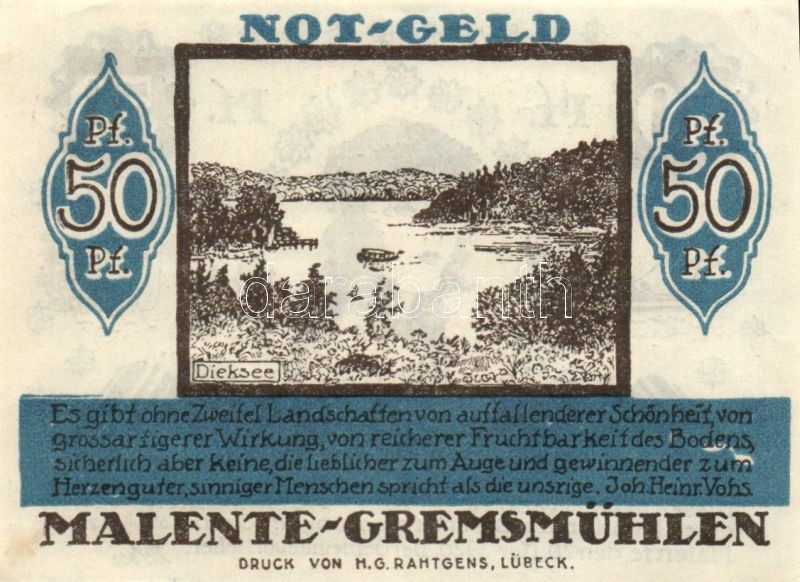 NOT-GELD
Pf. 50 Pf.
Pf. 50 Pf.
darabanth
Dieksee
Es gibt ohne Zweifel Landschaften von auffallenderer Schönheit, von
grossartigerer Wirkung, von reicherer Fruchtbarkeit des Bodens,
sicherlich aber keine, die lieblicher zum Auge und gewinnender zum
Herzen guter, sinniger Menschen spricht als die unsrige. Joh. Heinr. Vohs.
MALENTE-GREMSMÜHLEN
DRUCK VON H.G. RAHTGENS, LÜBECK.